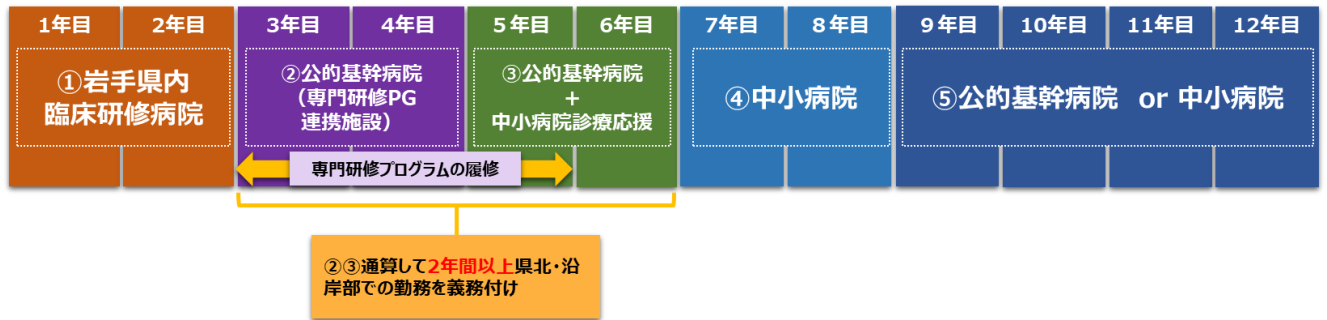 1年目 2年目 3年目 4年目 5年目 6年目 7年目 8年目 9年目 10年目 11年目 12年目
①岩手県内
臨床研修病院
②公的基幹病院
(専門研修PG
連携施設)
③公的基幹病院
+
中小病院診療応援
④中小病院
⑤公的基幹病院 or 中小病院
専門研修プログラムの履修
②③通算して2年間以上県北・沿
岸部での勤務を義務付け